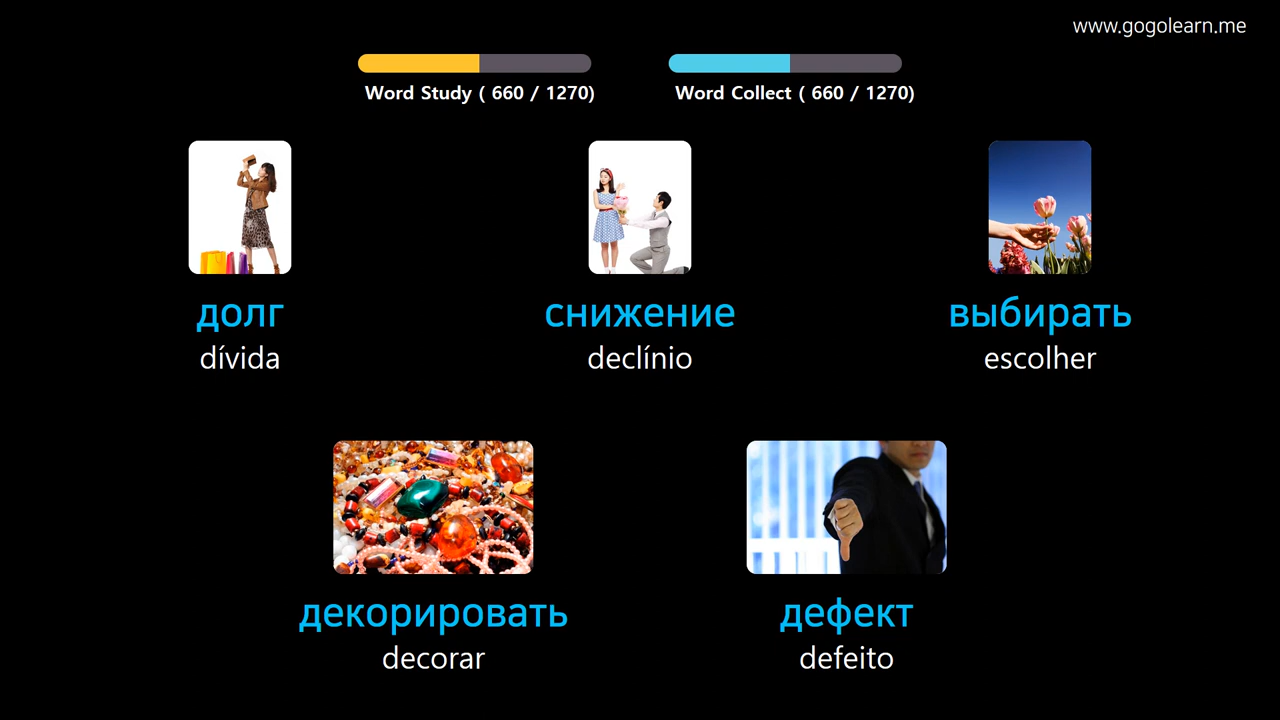 www.gogolearn.me
Word Study ( 660 / 1270)
Word Collect ( 660 / 1270)
долг
dívida
снижение
declínio
выбирать
escolher
декорировать
decorar
дефект
defeito